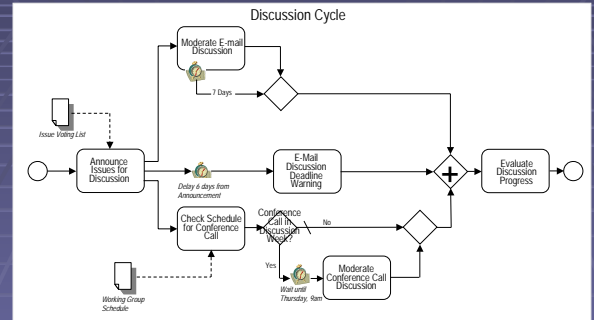 Discussion Cycle
Moderate E-mail
Discussion
7 Days
Issue Voting List
Announce
Issues for
Discussion
Delay 6 days from
Announcement
E-Mail
Discussion
Deadline
Warning
Evaluate
Discussion
Progress
Check Schedule
for Conference
Call
Conference
Call in
Discussion
Week?
No
Yes
Wait until
Thursday, 9am
Moderate
Conference Call
Discussion
Working Group
Schedule